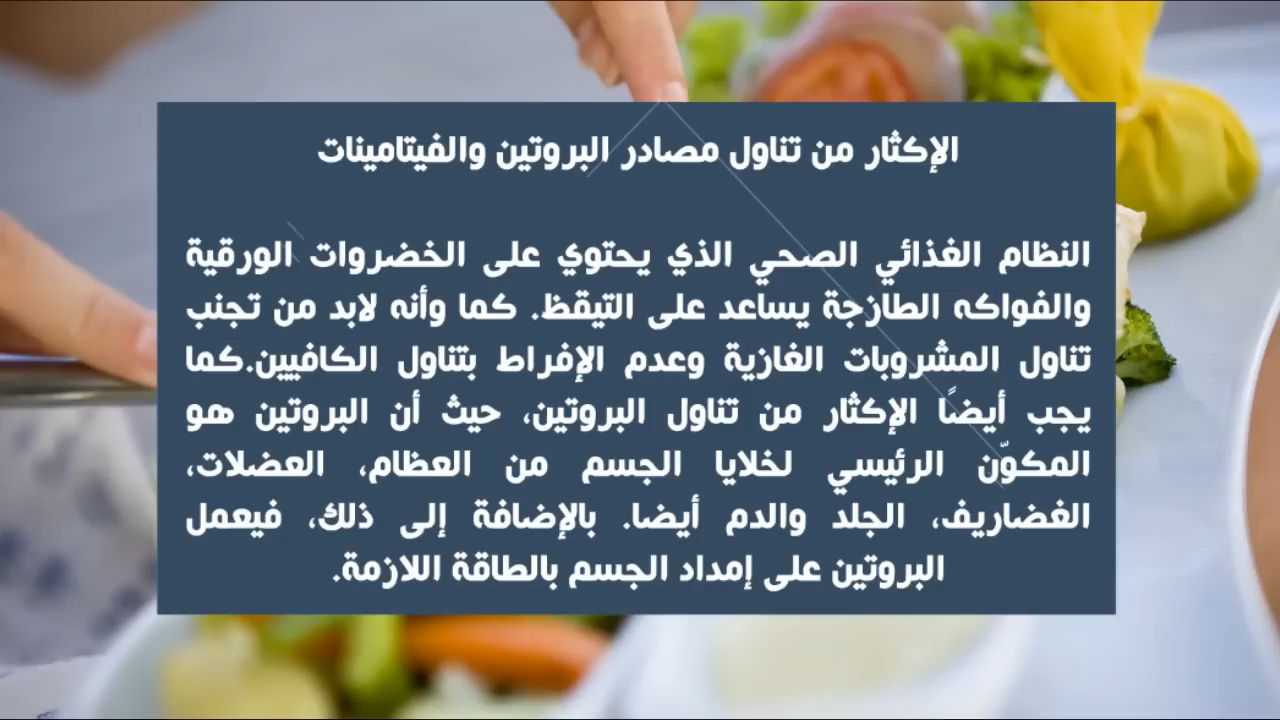 الإكثار من تناول مصادر البروتين والفيتامينات
النظام الغذائي الصحي الذي يحتوي على الخضروات الورقية
والفواكه الطازجة يساعد على التيقظ. كما وأنه لابد من تجنب
تناول المشروبات الغازية وعدم الإفراط بتناول الكافيين.كما
يجب أيضًا الإكثار من تناول البروتين، حيث أن البروتين هو
المكوّن الرئيسي لخلايا الجسم من العظام، العضلات،
الغضاريف، الجلد والدم أيضا. بالإضافة إلى ذلك، فيعمل
البروتين على إمداد الجسم بالطاقة اللازمة.